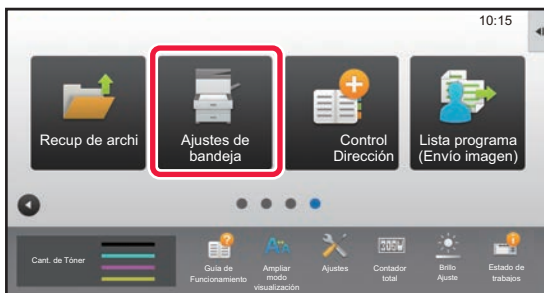 10:15
Recup de archi
Ajustes de
bandeja
Control
Dirección
Lista programa
(Envío imagen)
Cant. de Tóner
Guía de
Funcionamiento
Ampliar
modo
visualización
Ajustes
Contador
total
Brillo
Ajuste
Estado de
trabajos